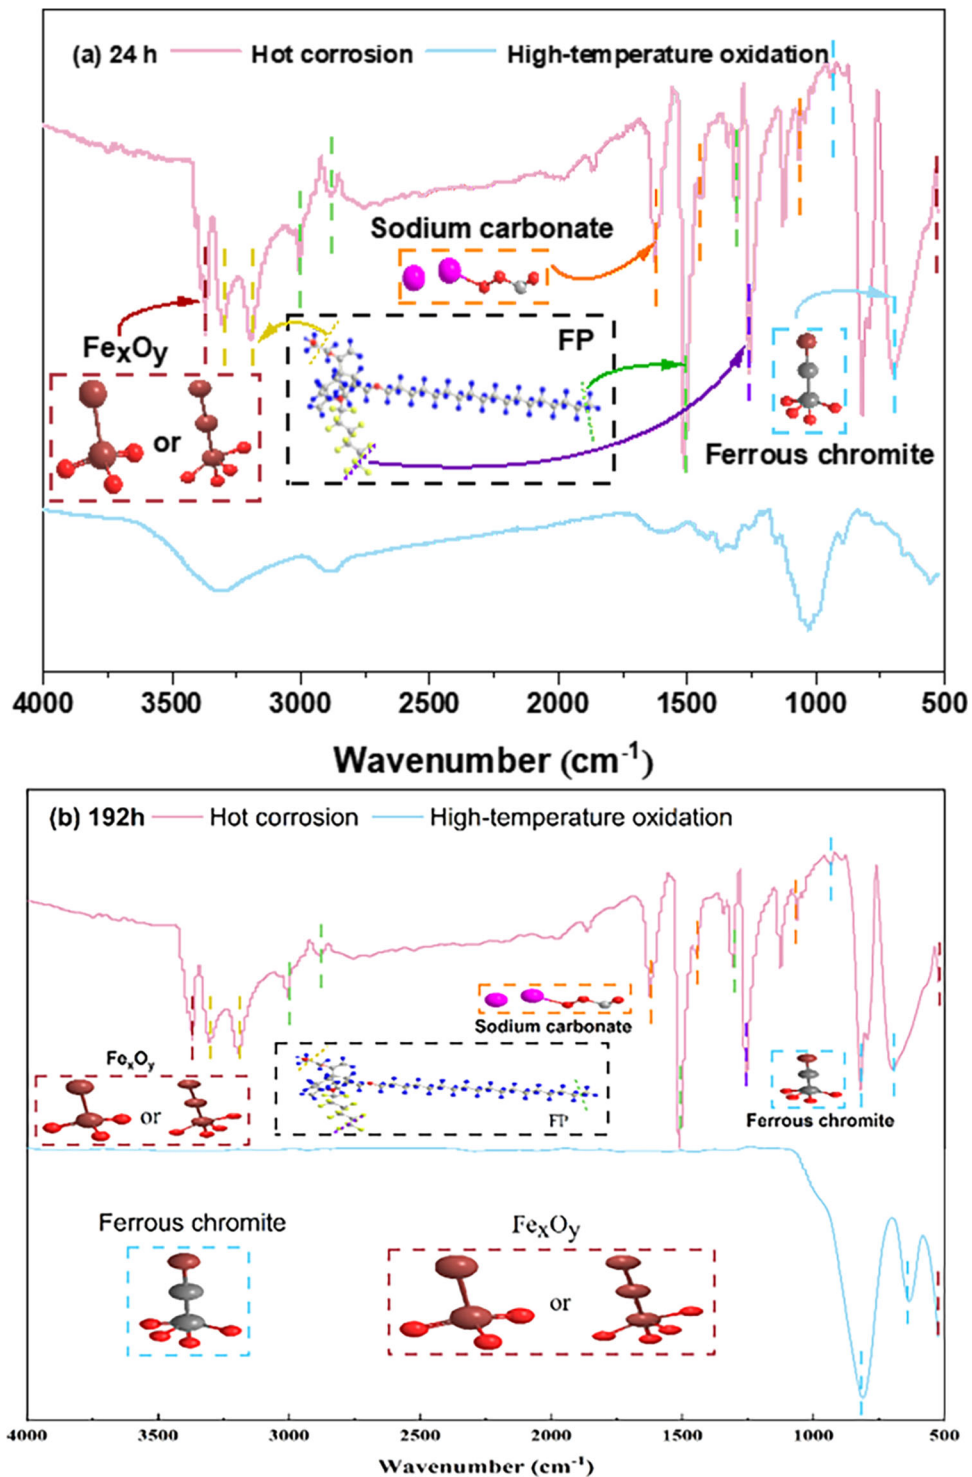 (a) 24 h Hot corrosion High-temperature oxidation
Sodium carbonate
FP
FexOy
or
Ferrous chromite
4000 3500 3000 2500 2000 1500 1000 500
Wavenumber (cm-1)
(b) 192h Hot corrosion High-temperature oxidation
Sodium carbonate
FexOy
or
FP
Ferrous chromite
Ferrous chromite
FexOy
or
4000 3500 3000 2500 2000 1500 1000 500
Wavenumber (cm-1)